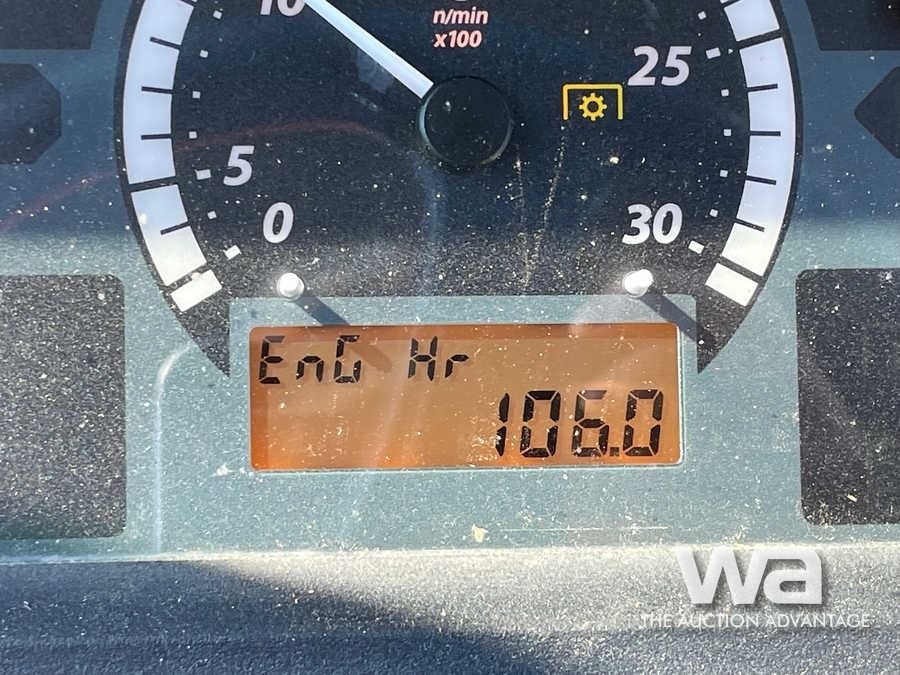 10
n/min
x100
25
5
0
30
EnG Hr
106.0
wa
THE AUCTION ADVANTAGE